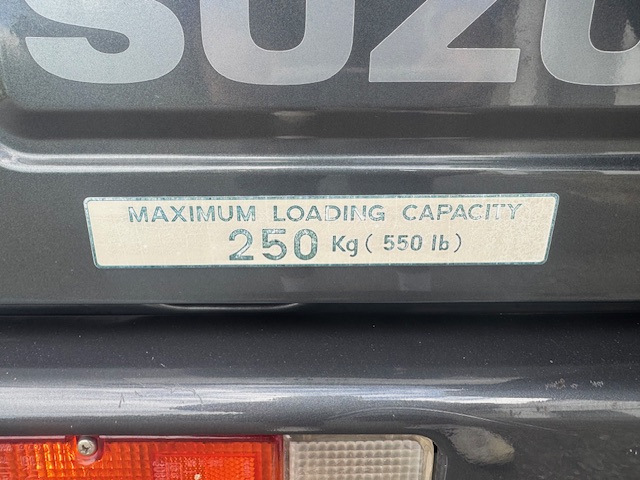 SUZU
MAXIMUM LOADING CAPACITY
250 Kg ( 550 lb)